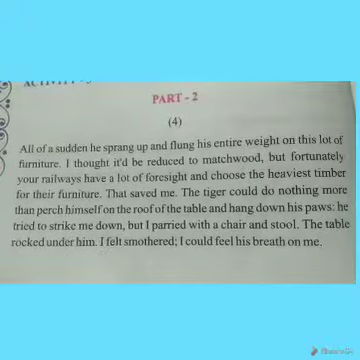 PART - 2
(4)
All of a sudden he sprang up and flung his entire weight on this lot of
furniture. I thought it'd be reduced to matchwood, but fortunately
your railways have a lot of foresight and choose the heaviest timber
for their furniture. That saved me. The tiger could do nothing more
than perch himself on the roof of the table and hang down his paws: he
tried to strike me down, but I parried with a chair and stool. The table
rocked under him. I felt smothered; I could feel his breath on me.